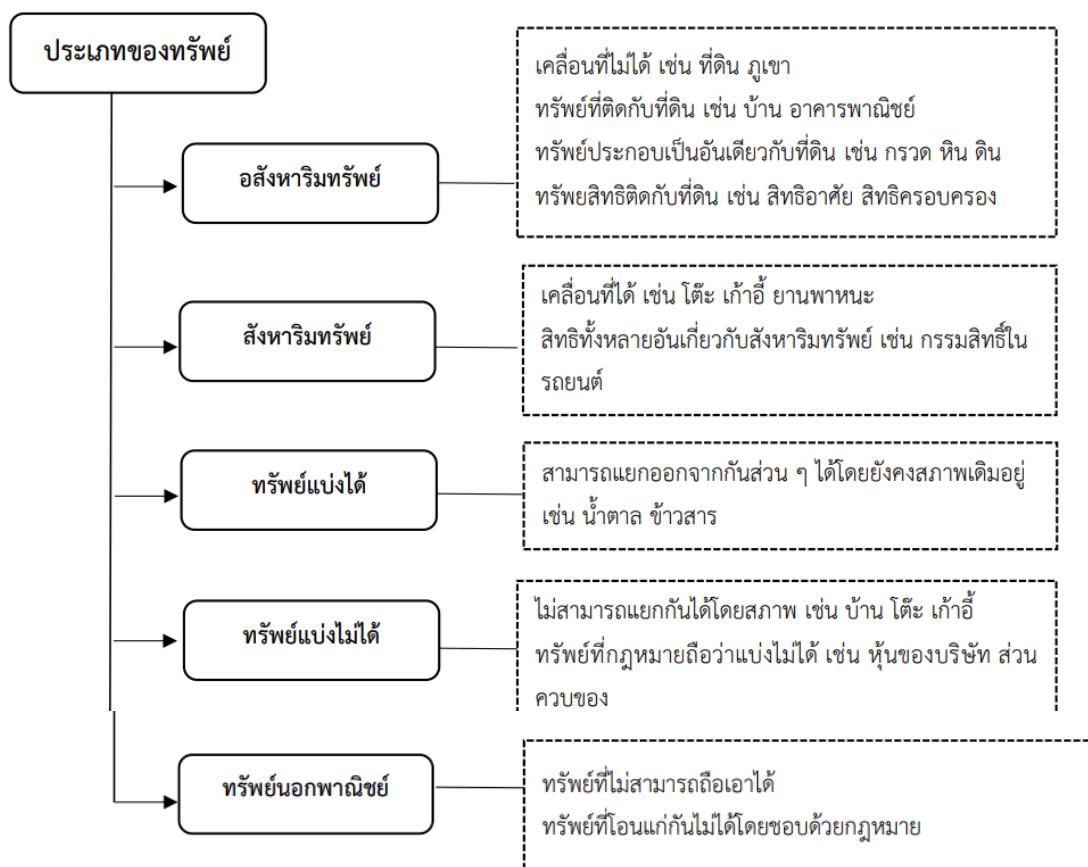 ประเภทของทรัพย์
อสังหาริมทรัพย์
เคลื่อนที่ไม่ได้ เช่น ที่ดิน ภูเขา
ทรัพย์ที่ติดกับที่ดิน เช่น บ้าน อาคารพาณิชย์
ทรัพย์ประกอบเป็นอันเดียวกับที่ดิน เช่น กรวด หิน ดิน
ทรัพยสิทธิติดกับที่ดิน เช่น สิทธิอาศัย สิทธิครอบครอง
สังหาริมทรัพย์
เคลื่อนที่ได้ เช่น โต๊ะ เก้าอี้ ยานพาหนะ
สิทธิทั้งหลายอันเกี่ยวกับสังหาริมทรัพย์ เช่น กรรมสิทธิ์ใน
รถยนต์
ทรัพย์แบ่งได้
สามารถแยกออกจากกันส่วน ๆ ได้โดยยังคงสภาพเดิมอยู่
เช่น น้ำตาล ข้าวสาร
ทรัพย์แบ่งไม่ได้
ไม่สามารถแยกกันได้โดยสภาพ เช่น บ้าน โต๊ะ เก้าอี้
ทรัพย์ที่กฎหมายถือว่าแบ่งไม่ได้ เช่น หุ้นของบริษัท ส่วน
ควบของ
ทรัพย์นอกพาณิชย์
ทรัพย์ที่ไม่สามารถถือเอาได้
ทรัพย์ที่โอนแก่กันไม่ได้โดยชอบด้วยกฎหมาย